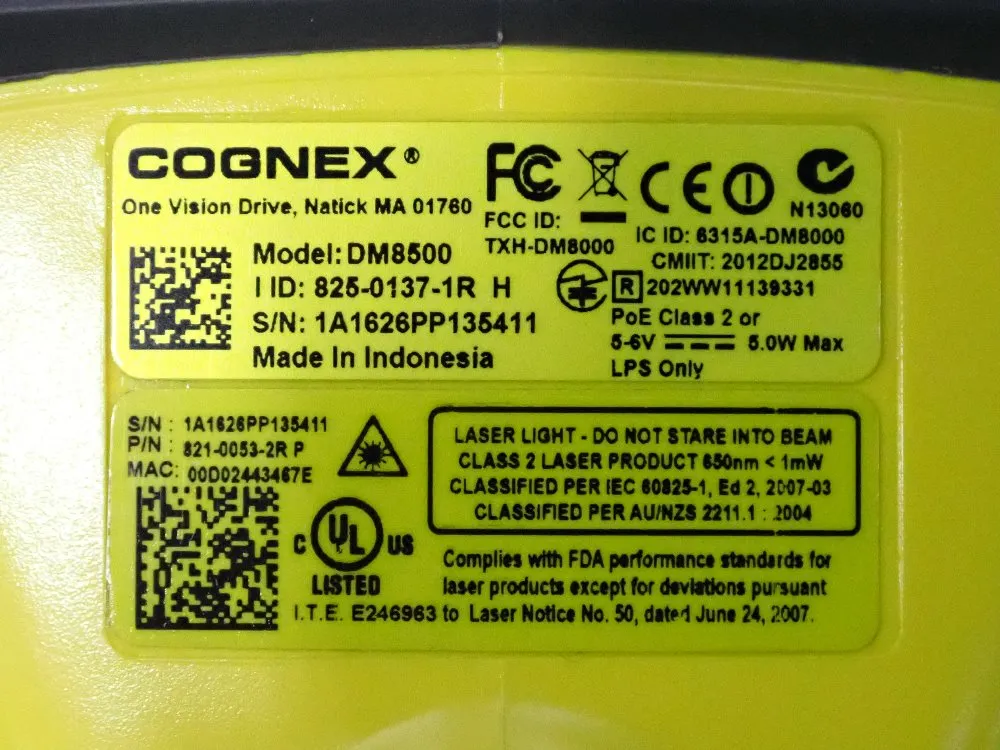 COGNEX®
One Vision Drive, Natick MA 01760
Model: DM8500
I ID: 825-0137-1R H
S/N: 1A1626PP135411
Made In Indonesia
FC
CE
N13060
FCC ID:
TXH-DM8000
IC ID: 6315A-DM8000
CMIIT: 2012DJ2855
R 202WW11139331
PoE Class 2 or
5-6V 5.0W Max
LPS Only
S/N : 1A1626PP135411
P/N : 821-0053-2R P
MAC: 00D02443467E
C UL US
LISTED
I.T.E. E246963
LASER LIGHT - DO NOT STARE INTO BEAM
CLASS 2 LASER PRODUCT 650nm < 1mW
CLASSIFIED PER IEC 60825-1, Ed 2, 2007-03
CLASSIFIED PER AU/NZS 2211.1 : 2004
Complies with FDA performance standards for
laser products except for deviations pursuant
to Laser Notice No. 50, dated June 24, 2007.